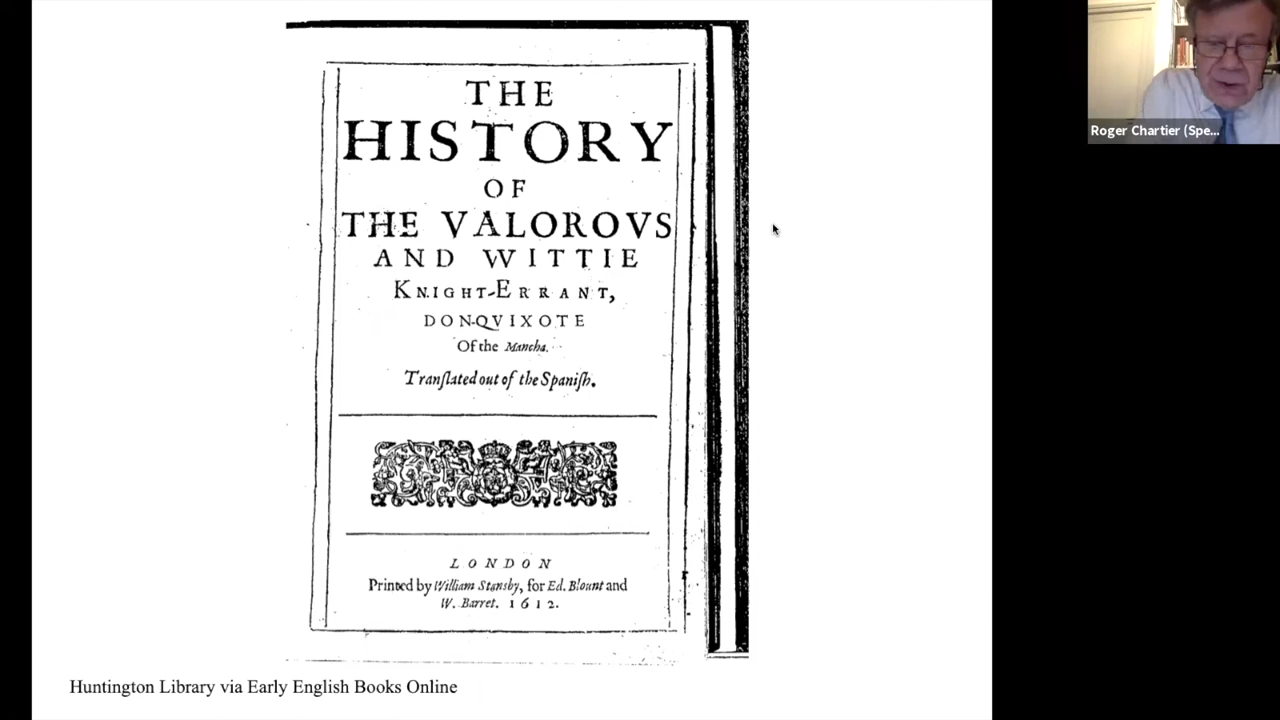 THE
HISTORY
OF
THE VALOROVS
AND WITTIE
KNIGHT-ERRANT,
DON-QVIXOTE
Of the Mancha.
Tranſlated out of the Spaniſh.
LONDON
Printed by William Stansby, for Ed. Blount and
W. Barret. 1612.
Huntington Library via Early English Books Online
Roger Chartier (Spe...